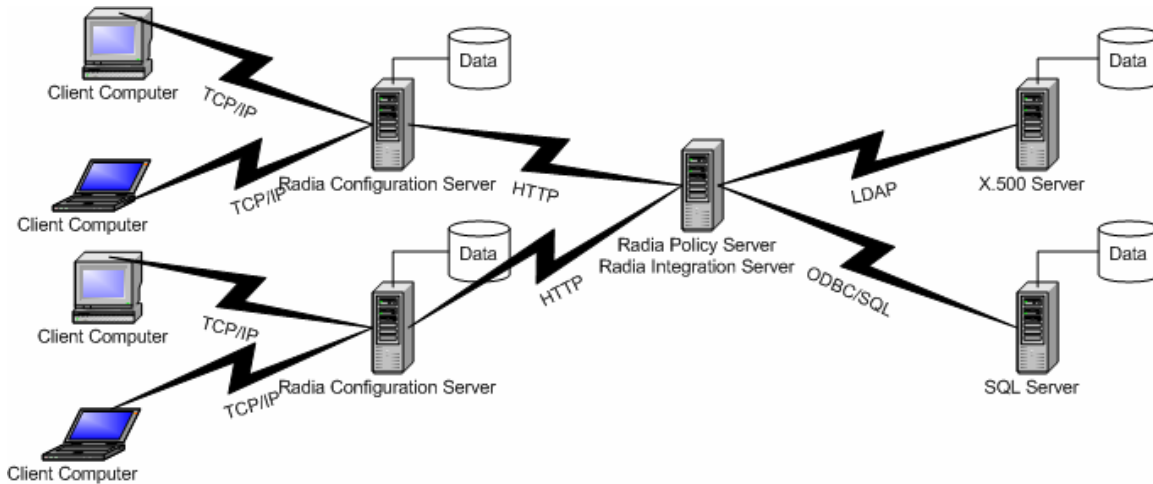 Data
Client Computer
TCP/IP
Radia Configuration Server
TCP/IP
Client Computer
HTTP
Data
Client Computer
TCP/IP
Radia Configuration Server
TCP/IP
Client Computer
HTTP
Radia Policy Server
Radia Integration Server
LDAP
Data
X.500 Server
ODBC/SQL
Data
SQL Server